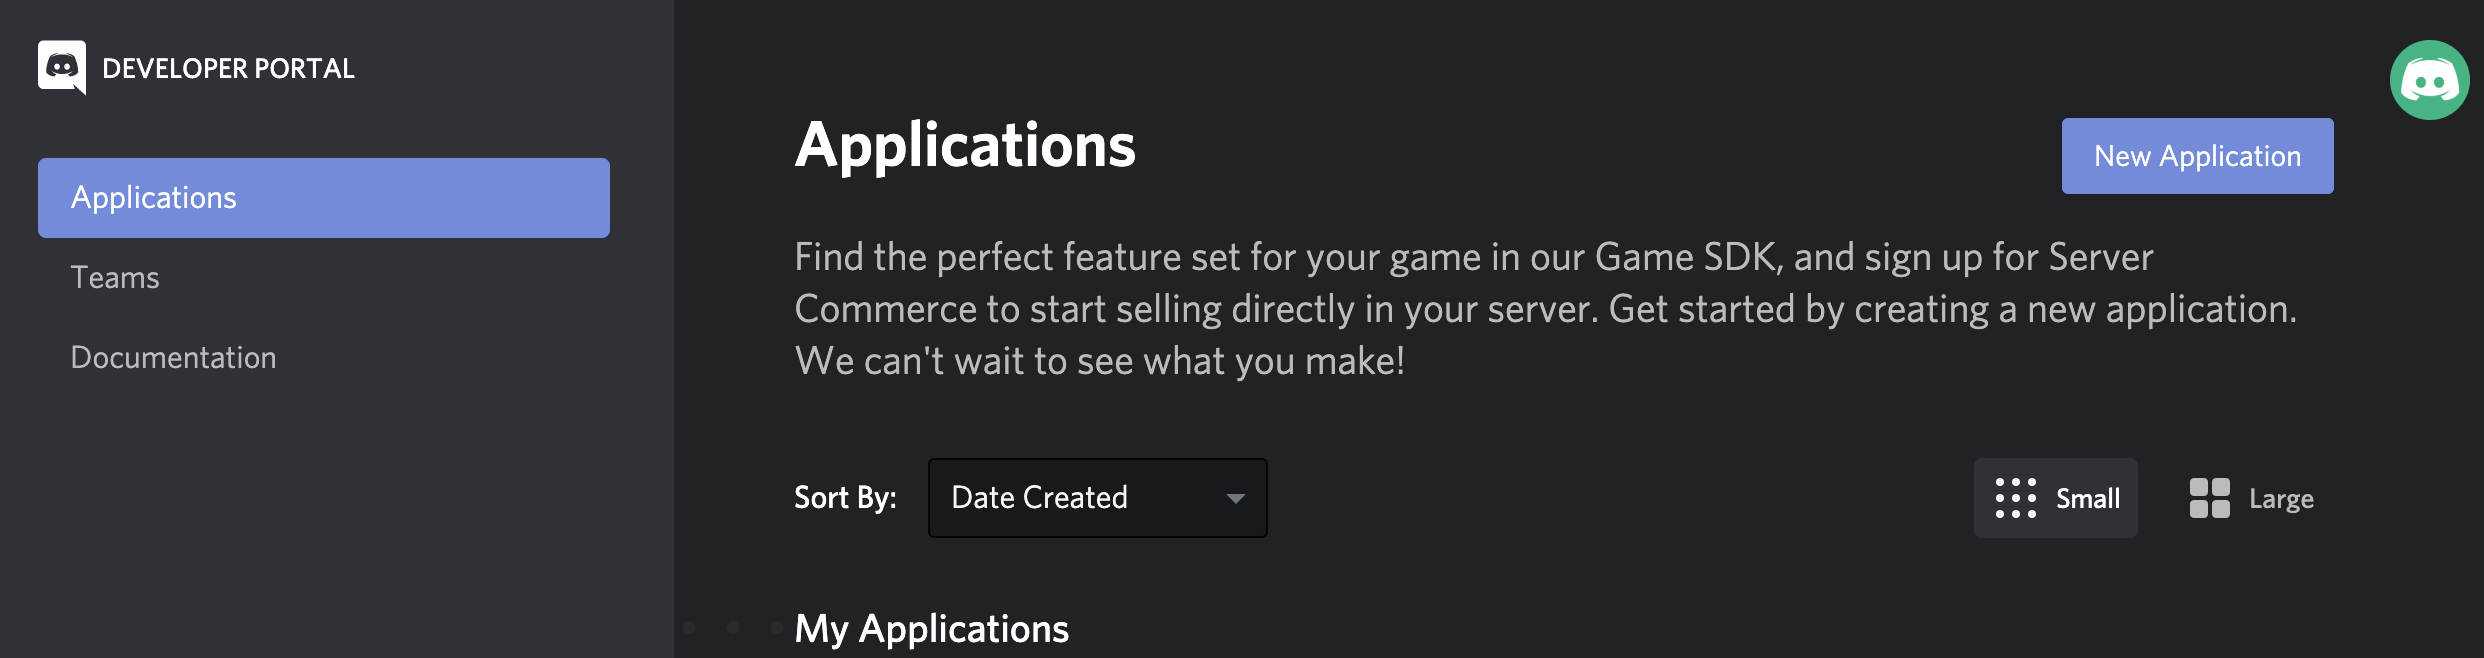 DEVELOPER PORTAL
Applications
Teams
Documentation
Applications
New Application
Find the perfect feature set for your game in our Game SDK, and sign up for Server
Commerce to start selling directly in your server. Get started by creating a new application.
We can't wait to see what you make!
Sort By:
Date Created
Small
Large
My Applications